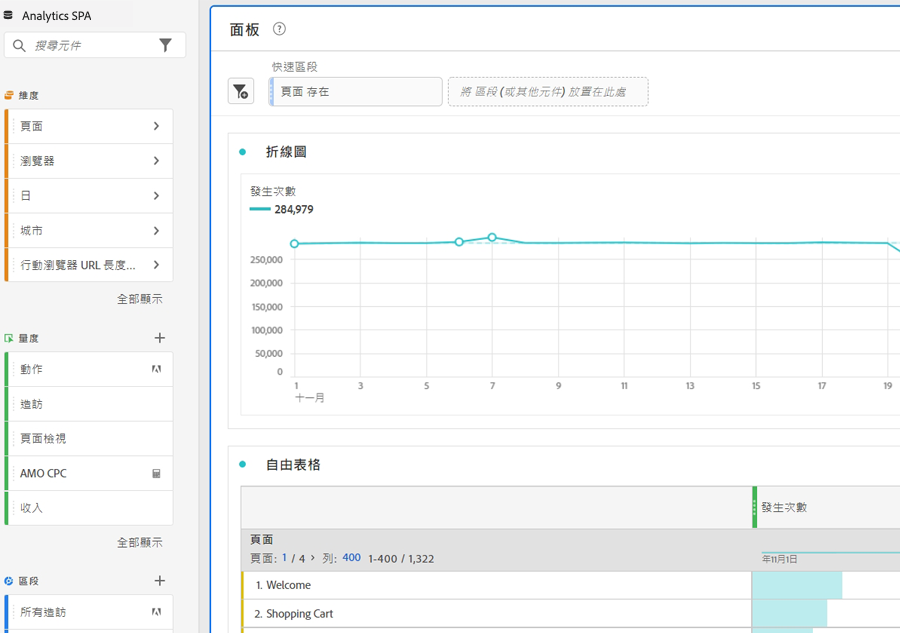 Analytics SPA
搜尋元件
維度
頁面
瀏覽器
日
城市
行動瀏覽器 URL 長度...
全部顯示
量度
動作
造訪
頁面檢視
AMO CPC
收入
全部顯示
區段
所有造訪
面板
快速區段
頁面 存在
將 區段 (或其他元件) 放置在此處
折線圖
發生次數
284,979
250,000
200,000
150,000
100,000
50,000
0
1 3 5 7 9 11 13 15 17 19
十一月
自由表格
發生次數
頁面
頁面: 1 / 4 > 列: 400 1-400 / 1,322
年11月1日
1. Welcome
2. Shopping Cart